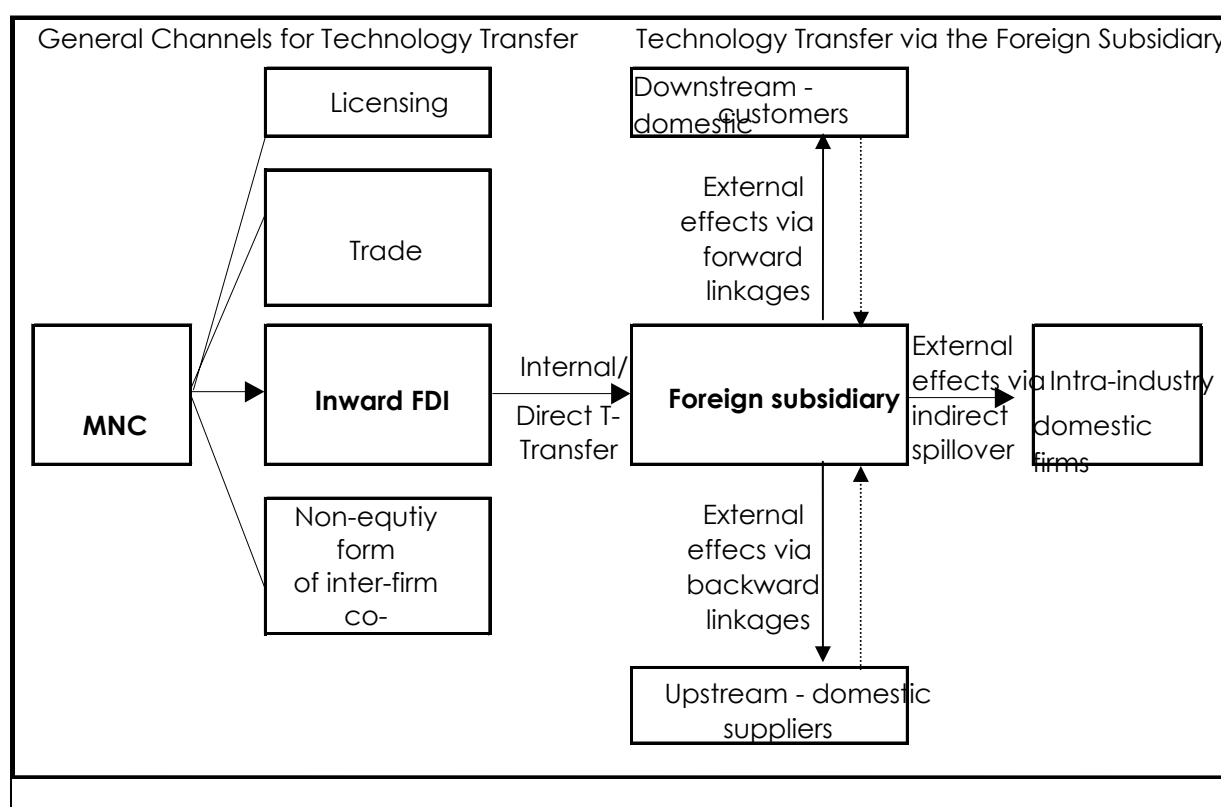 General Channels for Technology Transfer
Technology Transfer via the Foreign Subsidiary
Licensing
Trade
MNC
Inward FDI
Non-equtiy
form
of inter-firm
co-
Internal/
Direct T-
Transfer
Downstream -
domestic
customers
External
effects via
forward
linkages
Foreign subsidiary
External
effects via
indirect
spillover
Intra-industry
domestic
firms
External
effecs via
backward
linkages
Upstream - domestic
suppliers